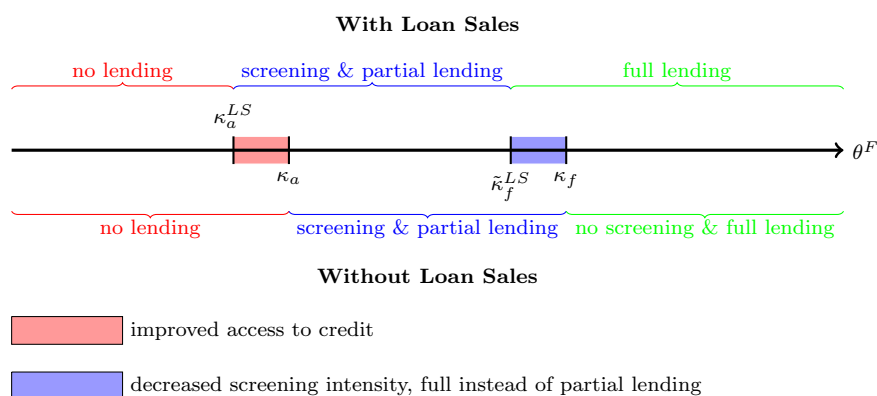 With Loan Sales
no lending screening & partial lending full lending
κ_a^{LS}
θ^F
κ_a κ̃_f^{LS} κ_f
no lending screening & partial lending no screening & full lending
Without Loan Sales
improved access to credit
decreased screening intensity, full instead of partial lending